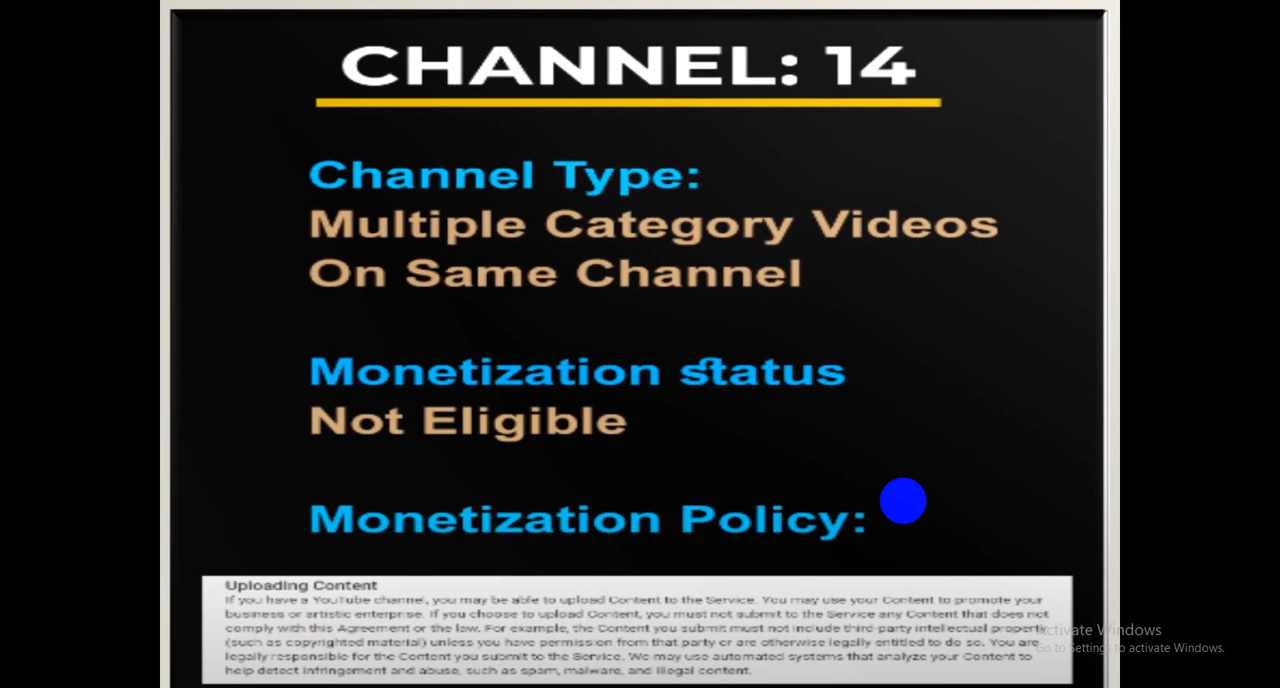 CHANNEL: 14
Channel Type:
Multiple Category Videos
On Same Channel
Monetization status
Not Eligible
Monetization Policy:
Uploading Content
If you have a YouTube channel, you may be able to upload Content to the Service. You may use your Content to promote your
business or artistic enterprise. If you choose to upload Content, you must not submit to the Service any Content that does not
comply with this Agreement or the law. For example, the Content you submit must not include third-party intellectual property
(such as copyrighted material) unless you have permission from that party or are otherwise legally entitled to do so. You are
legally responsible for the Content you submit to the Service. We may use automated systems that analyze your Content to
help detect infringement and abuse, such as spam, malware, and illegal content.
Activate Windows
Go to Settings to activate Windows.